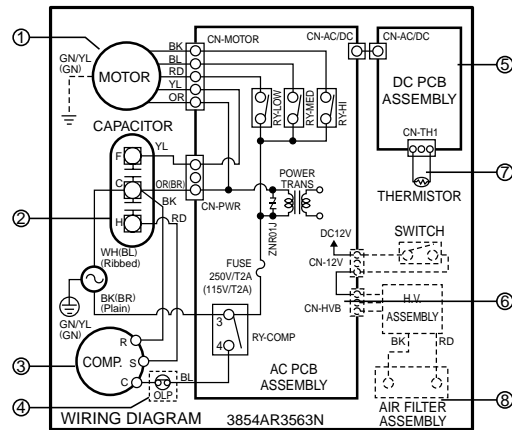 1
GN/YL
(GN)
MOTOR
BK
BL
RD
YL
OR
CN-MOTOR
CN-AC/DC
CN-AC/DC
DC PCB
ASSEMBLY
5
RY-LOW
RY-MED
RY-HI
CAPACITOR
F
YL
C
OR(BR)
BK
H
RD
CN-PWR
POWER
TRANS
ZNR01J
CN-TH1
THERMISTOR
7
2
WH(BL)
(Ribbed)
BK(BR)
(Plain)
GN/YL
(GN)
FUSE
250V/T2A
(115V/T2A)
DC12V
CN-12V
SWITCH
CN-HVB
H.V.
ASSEMBLY
6
3
COMP.
R
S
C
3
4
RY-COMP
BK
RD
4
OLP
BL
AC PCB
ASSEMBLY
AIR FILTER
ASSEMBLY
8
WIRING DIAGRAM 3854AR3563N